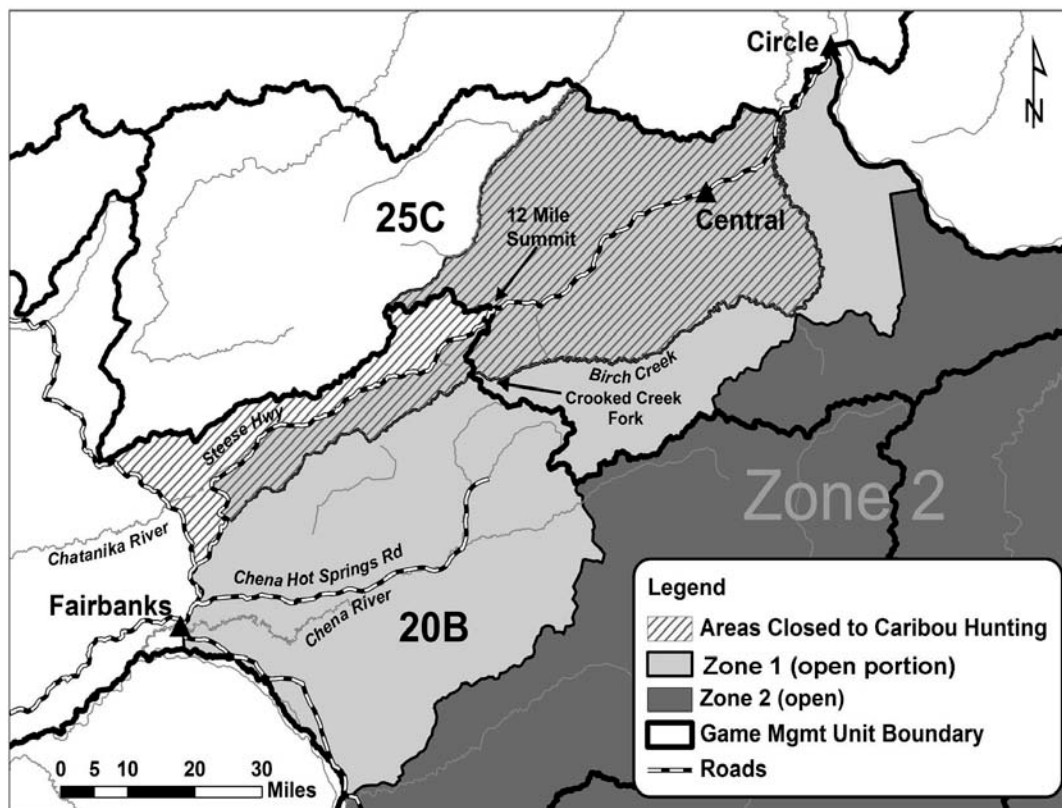 Circle
N
25C
12 Mile
Summit
Central
Birch Creek
Crooked Creek
Fork
Steese Hwy
Zone 2
Chatanika River
Chena Hot Springs Rd
Fairbanks
Chena River
20B
Legend
Areas Closed to Caribou Hunting
Zone 1 (open portion)
Zone 2 (open)
Game Mgmt Unit Boundary
Roads
0 5 10 20 30
Miles